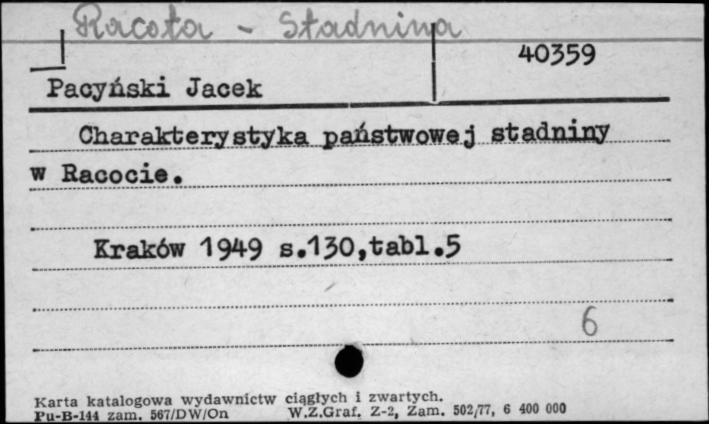 Racota - Stadnina
40359
Pacyński Jacek
Charakterystyka państwowej stadniny
w Racocie.
Kraków 1949 s.130,tabl.5
6
Karta katalogowa wydawnictw ciągłych i zwartych.
Pu-B-144 zam. 567/DW/On W.Z.Graf. Z-2, Zam. 502/77, 6 400 000